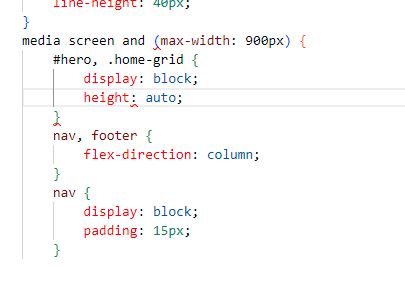 line-height: 40px;
}
media screen and (max-width: 900px) {
#hero, .home-grid {
display: block;
height: auto;
}
nav, footer {
flex-direction: column;
}
nav {
display: block;
padding: 15px;
}